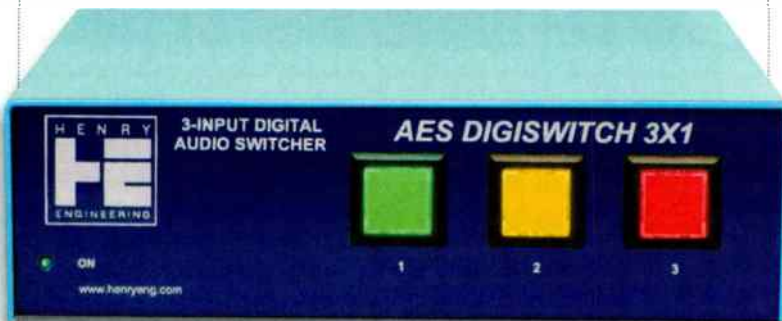 HENRY
ENGINEERING
3-INPUT DIGITAL
AUDIO SWITCHER
AES DIGISWITCH 3X1
1
2
3
ON
www.henryeng.com